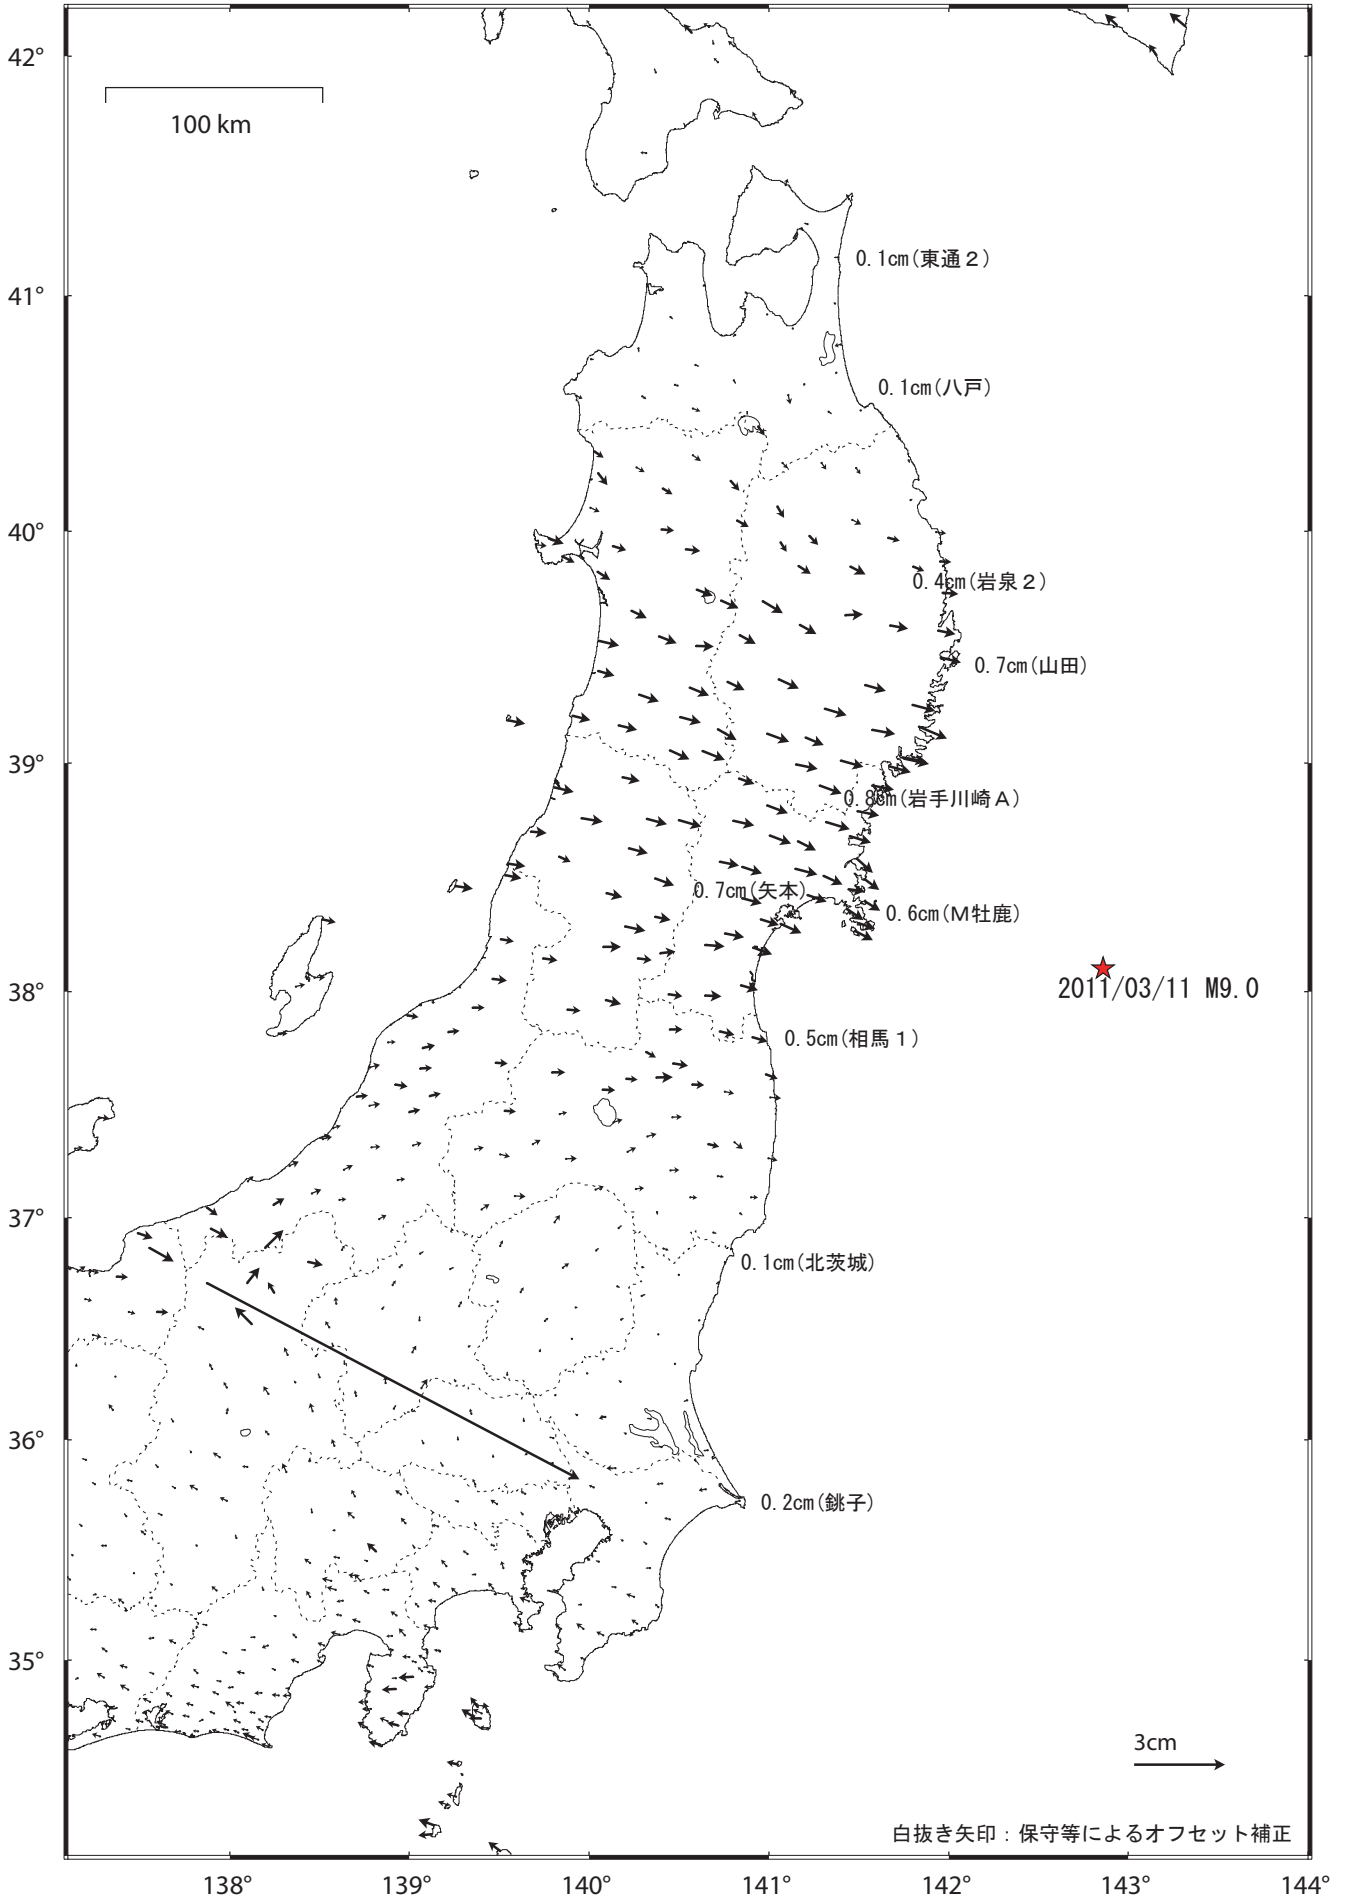 42°
100 km
0.1cm(東通２)
41°
0.1cm(八戸)
40°
0.4cm(岩泉２)
0.7cm(山田)
39°
0.8cm(岩手川崎Ａ)
0.7cm(矢本)
0.6cm(Ｍ牡鹿)
38°
2011/03/11 M9.0
0.5cm(相馬１)
37°
0.1cm(北茨城)
36°
0.2cm(銚子)
35°
3cm
白抜き矢印：保守等によるオフセット補正
138° 139° 140° 141° 142° 143° 144°